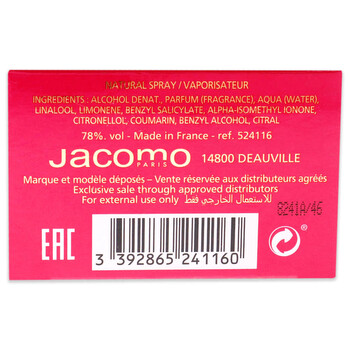 NATURAL SPRAY / VAPORISATEUR
INGREDIENTS : ALCOHOL DENAT., PARFUM (FRAGRANCE), AQUA (WATER),
LINALOOL, LIMONENE, BENZYL SALICYLATE, ALPHA-ISOMETHYL IONONE,
CITRONELLOL, COUMARIN, BENZYL ALCOHOL, CITRAL
78%. vol - Made in France - ref. 524116
Jacomo 14800 DEAUVILLE
PARIS
Marque et modèle déposés – Vente réservée aux distributeurs agréés
Exclusive sale through approved distributors
For external use only للاستعمال الخارجي فقط
8241A/46
EAC
3 392865 241160